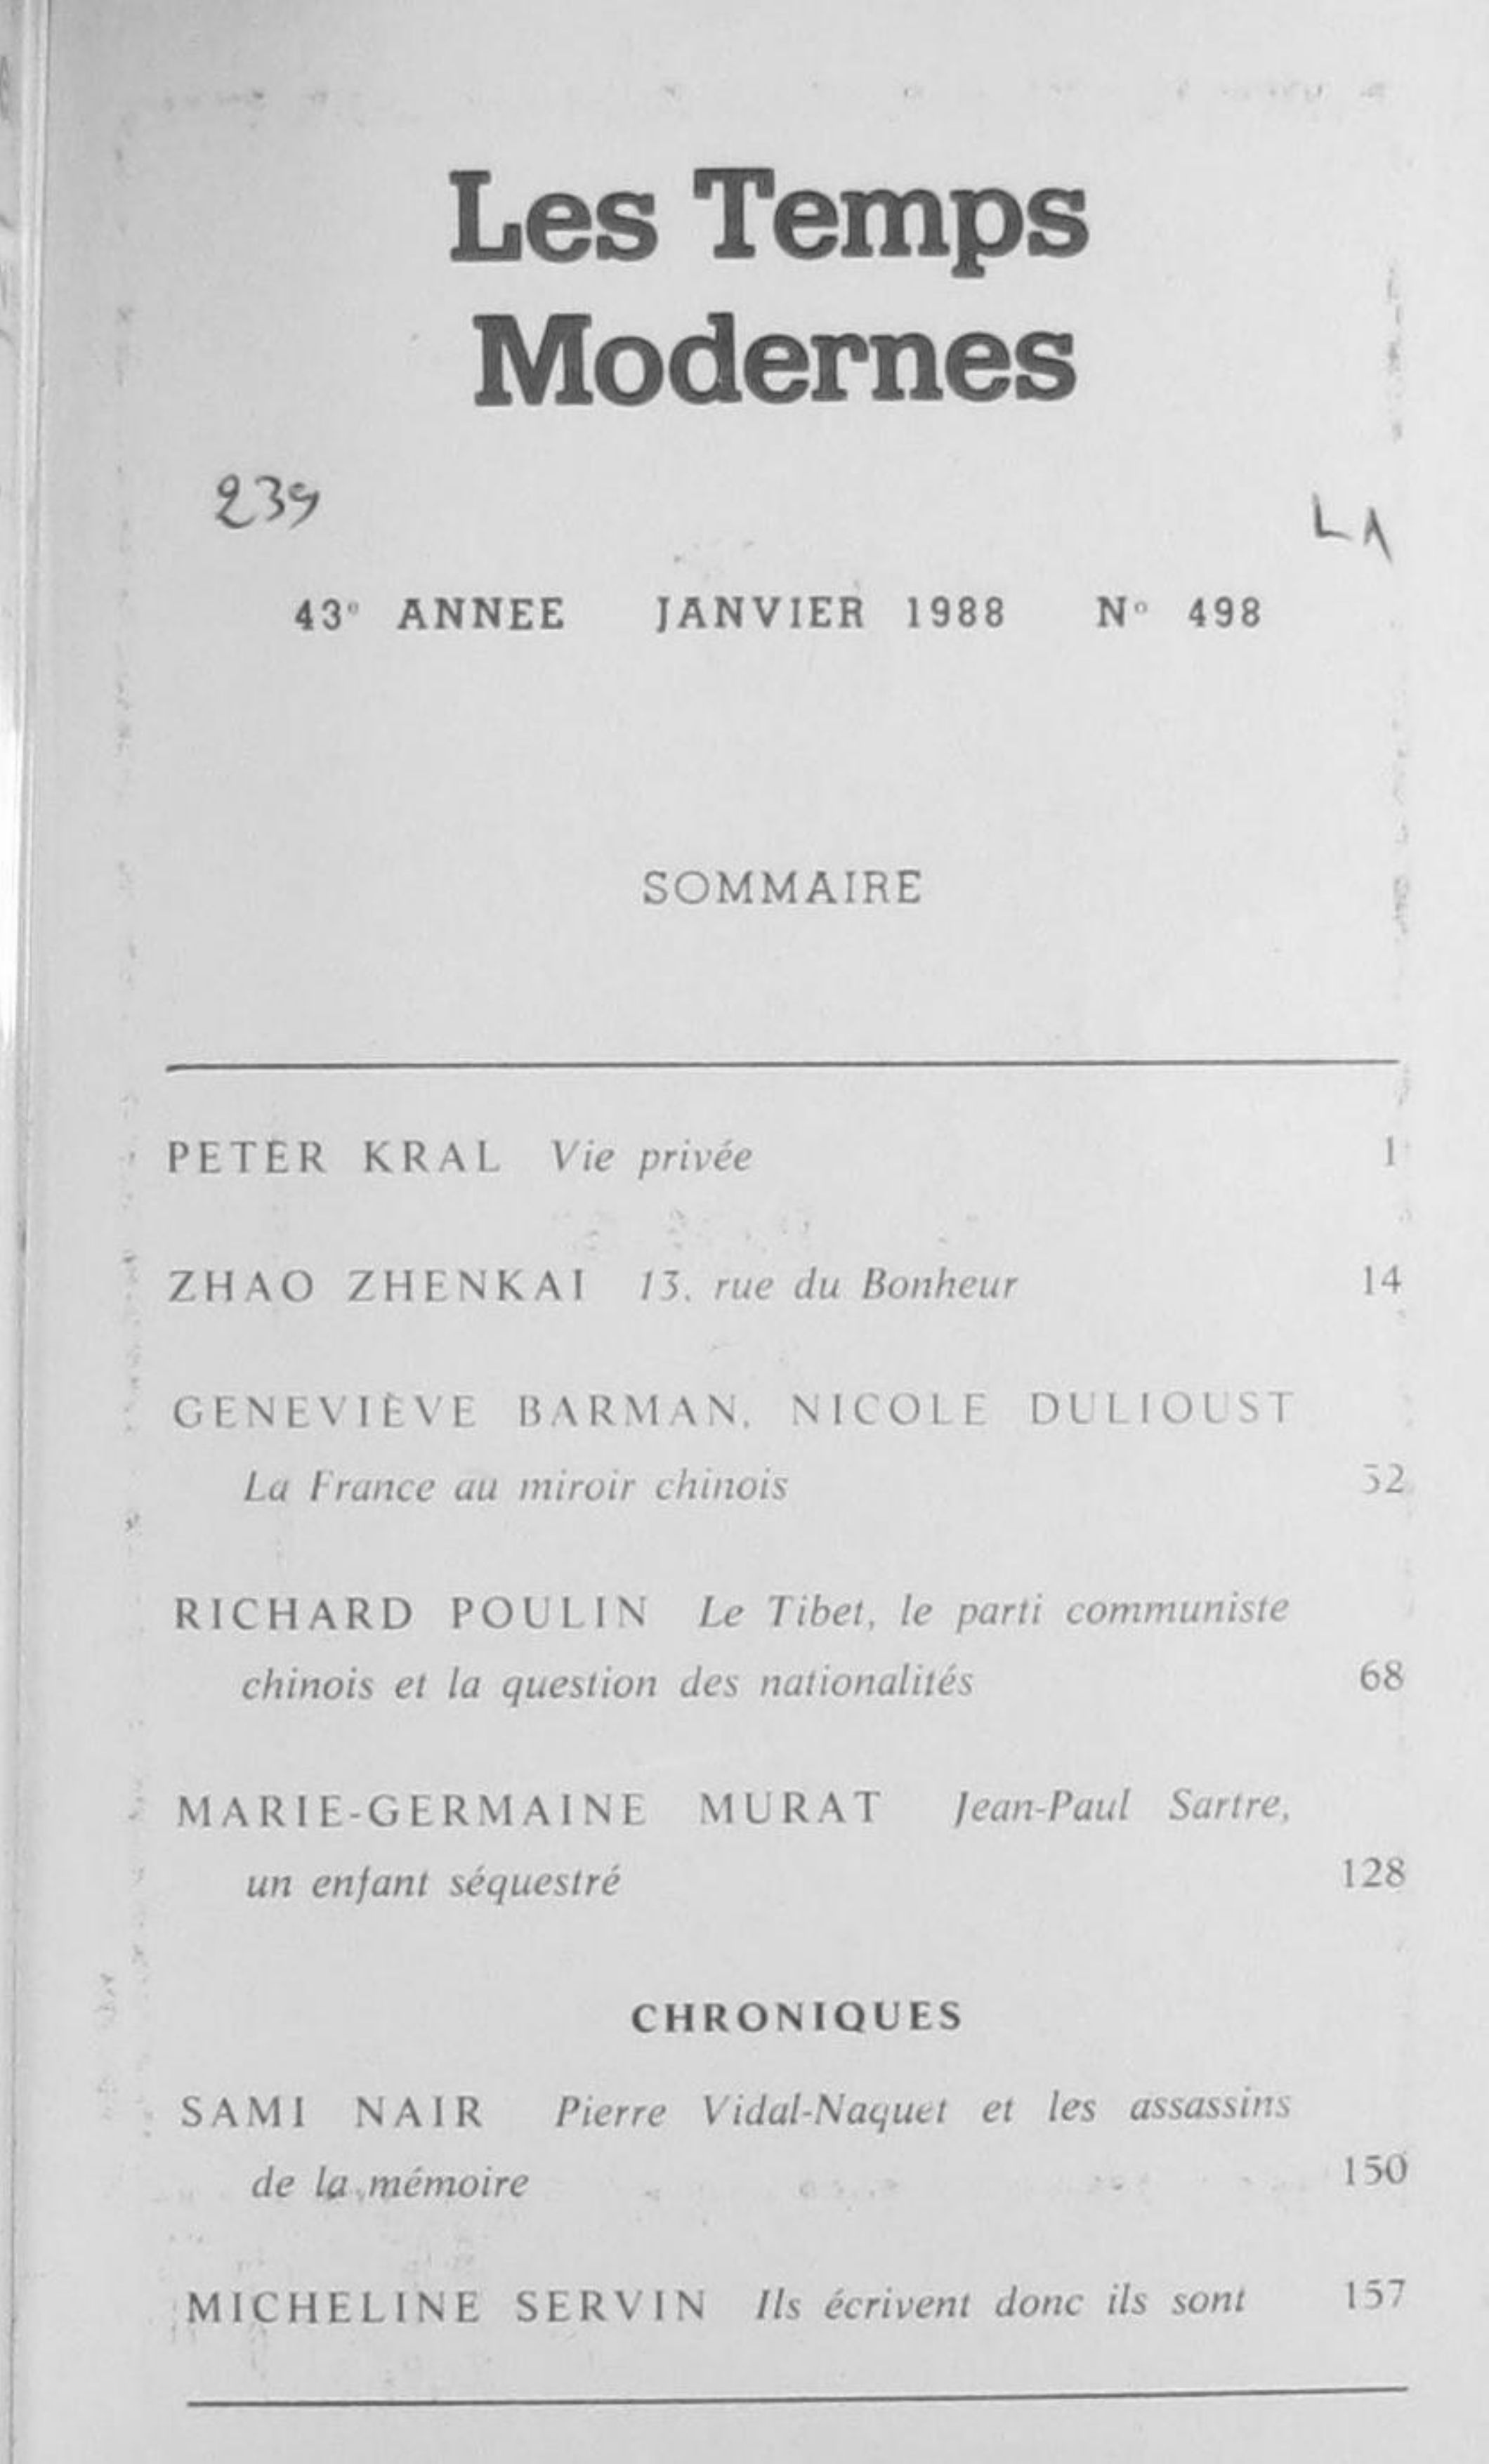 Les Temps
Modernes
239
LA
43e ANNEE JANVIER 1988 No 498
SOMMAIRE
PETER KRAL Vie privée 1
ZHAO ZHENKAI 13, rue du Bonheur 14
GENEVIÈVE BARMAN, NICOLE DULIOUST
La France au miroir chinois 32
RICHARD POULIN Le Tibet, le parti communiste
chinois et la question des nationalités 68
MARIE-GERMAINE MURAT Jean-Paul Sartre,
un enfant séquestré 128
CHRONIQUES
SAMI NAIR Pierre Vidal-Naquet et les assassins
de la mémoire 150
MICHELINE SERVIN Ils écrivent donc ils sont 157